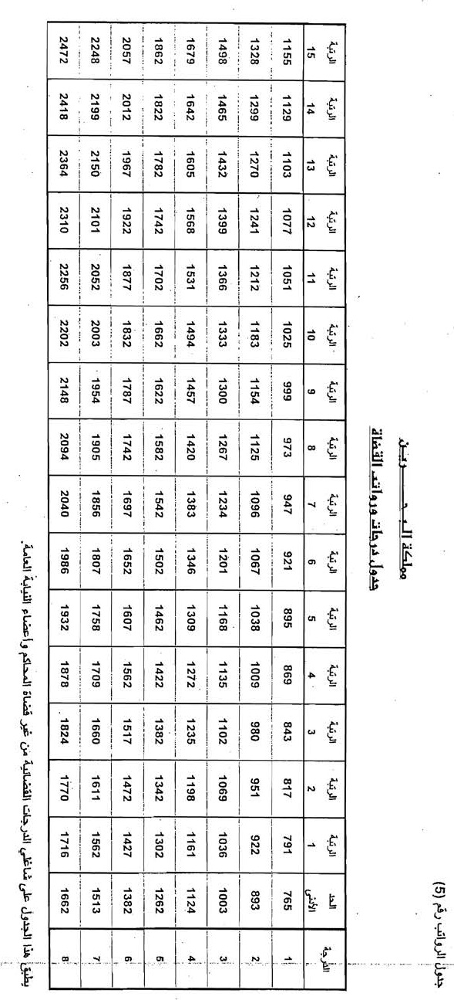 جدول الرواتب رقم (5)
مملكة البحرين
جدول درجات ورواتب القضاة
الدرجة | الحد الأدنى | الرتبة 1 | الرتبة 2 | الرتبة 3 | الرتبة 4 | الرتبة 5 | الرتبة 6 | الرتبة 7 | الرتبة 8 | الرتبة 9 | الرتبة 10 | الرتبة 11 | الرتبة 12 | الرتبة 13 | الرتبة 14 | الرتبة 15
1 | 765 | 791 | 817 | 843 | 869 | 895 | 921 | 947 | 973 | 999 | 1025 | 1051 | 1077 | 1103 | 1129 | 1155
2 | 893 | 922 | 951 | 980 | 1009 | 1038 | 1067 | 1096 | 1125 | 1154 | 1183 | 1212 | 1241 | 1270 | 1299 | 1328
3 | 1003 | 1036 | 1069 | 1102 | 1135 | 1168 | 1201 | 1234 | 1267 | 1300 | 1333 | 1366 | 1399 | 1432 | 1465 | 1498
4 | 1124 | 1161 | 1198 | 1235 | 1272 | 1309 | 1346 | 1383 | 1420 | 1457 | 1494 | 1531 | 1568 | 1605 | 1642 | 1679
5 | 1262 | 1302 | 1342 | 1382 | 1422 | 1462 | 1502 | 1542 | 1582 | 1622 | 1662 | 1702 | 1742 | 1782 | 1822 | 1862
6 | 1382 | 1427 | 1472 | 1517 | 1562 | 1607 | 1652 | 1697 | 1742 | 1787 | 1832 | 1877 | 1922 | 1967 | 2012 | 2057
7 | 1513 | 1562 | 1611 | 1660 | 1709 | 1758 | 1807 | 1856 | 1905 | 1954 | 2003 | 2052 | 2101 | 2150 | 2199 | 2248
8 | 1662 | 1716 | 1770 | 1824 | 1878 | 1932 | 1986 | 2040 | 2094 | 2148 | 2202 | 2256 | 2310 | 2364 | 2418 | 2472
يطبق هذا الجدول على شاغلي الدرجات القضائية من غير قضاة المحاكم وأعضاء النيابة العامة.